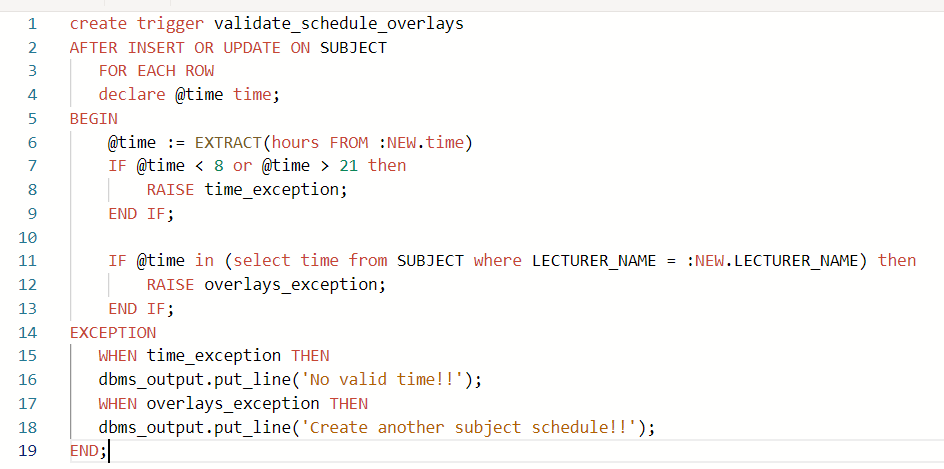 1 create trigger validate_schedule_overlays
2 AFTER INSERT OR UPDATE ON SUBJECT
3 FOR EACH ROW
4 declare @time time;
5 BEGIN
6 @time := EXTRACT(hours FROM :NEW.time)
7 IF @time < 8 or @time > 21 then
8 RAISE time_exception;
9 END IF;
10
11 IF @time in (select time from SUBJECT where LECTURER_NAME = :NEW.LECTURER_NAME) then
12 RAISE overlays_exception;
13 END IF;
14 EXCEPTION
15 WHEN time_exception THEN
16 dbms_output.put_line('No valid time!!');
17 WHEN overlays_exception THEN
18 dbms_output.put_line('Create another subject schedule!!');
19 END;